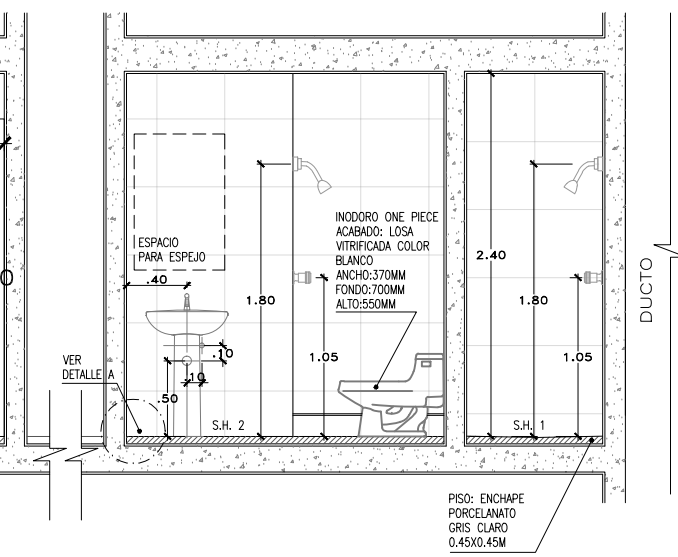 INODORO ONE PIECE
ACABADO: LOSA
VITRIFICADA COLOR
BLANCO
ANCHO:370MM
FONDO:700MM
ALTO:550MM
ESPACIO
PARA ESPEJO
.40
2.40
1.80
1.80
DUCTO
0
1.05
1.05
.10
.10
.50
VER
DETALLE A
S.H. 2
S.H. 1
PISO: ENCHAPE
PORCELANATO
GRIS CLARO
0.45X0.45M